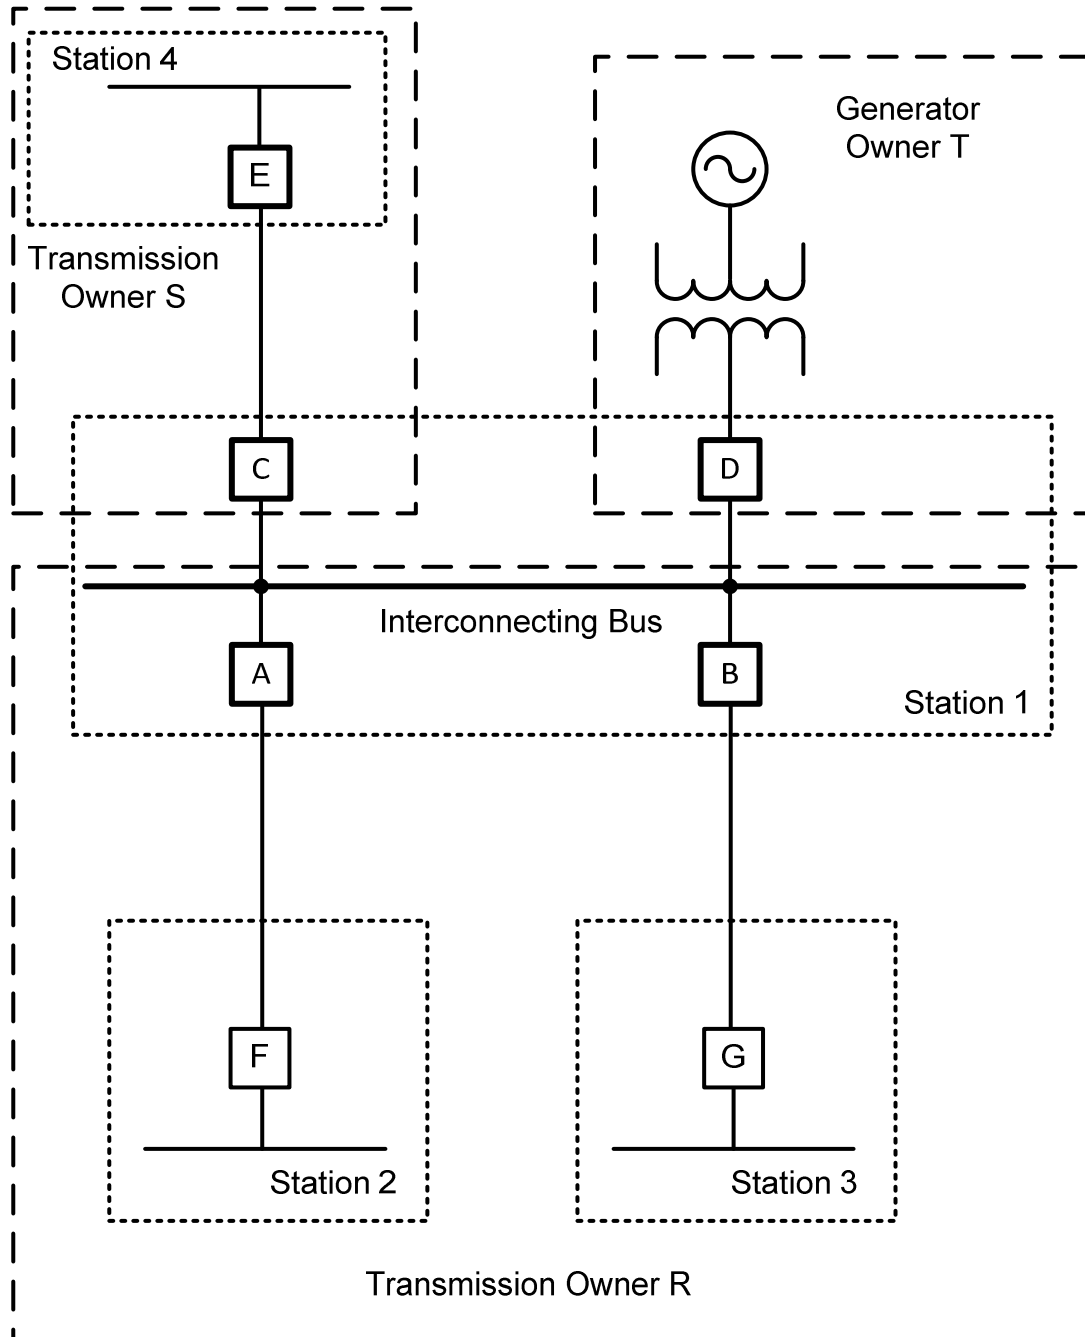 Station 4
E
Transmission
Owner S
Generator
Owner T
C
D
Interconnecting Bus
A
B
Station 1
F
G
Station 2
Station 3
Transmission Owner R